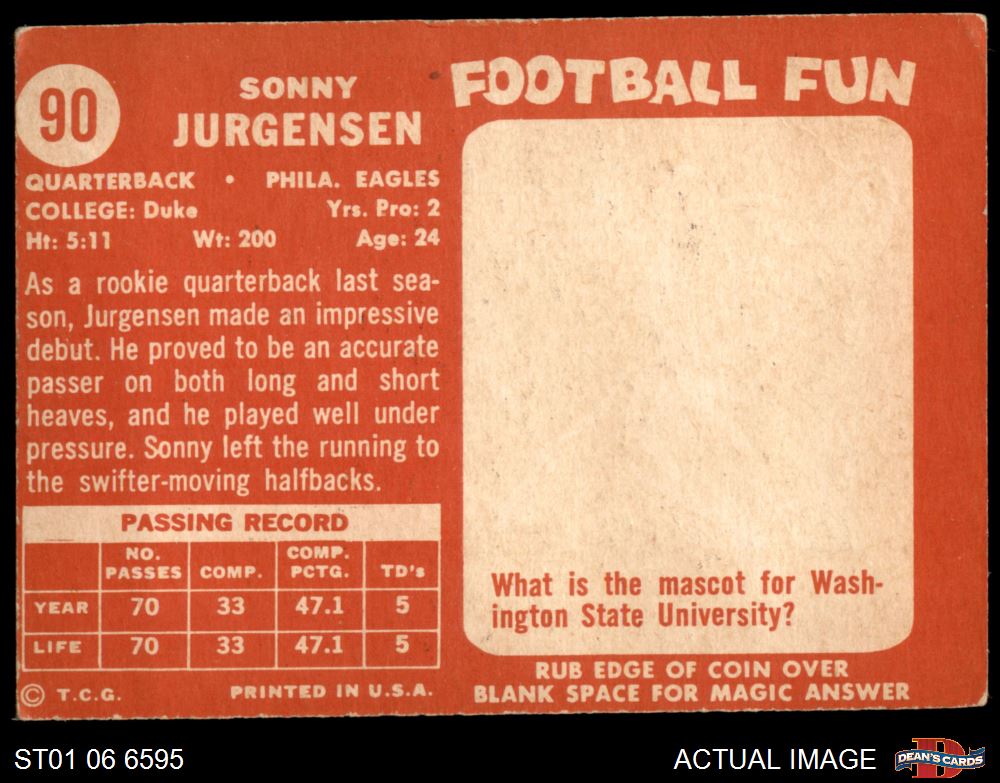 90
SONNY
JURGENSEN
QUARTERBACK • PHILA. EAGLES
COLLEGE: Duke Yrs. Pro: 2
Ht: 5:11 Wt: 200 Age: 24
As a rookie quarterback last sea-
son, Jurgensen made an impressive
debut. He proved to be an accurate
passer on both long and short
heaves, and he played well under
pressure. Sonny left the running to
the swifter-moving halfbacks.
PASSING RECORD
NO. PASSES COMP. COMP. PCTG. TD's
YEAR 70 33 47.1 5
LIFE 70 33 47.1 5
© T.C.G. PRINTED IN U.S.A.
FOOTBALL FUN
What is the mascot for Wash-
ington State University?
RUB EDGE OF COIN OVER
BLANK SPACE FOR MAGIC ANSWER
ST01 06 6595
ACTUAL IMAGE
D
DEAN'S CARDS